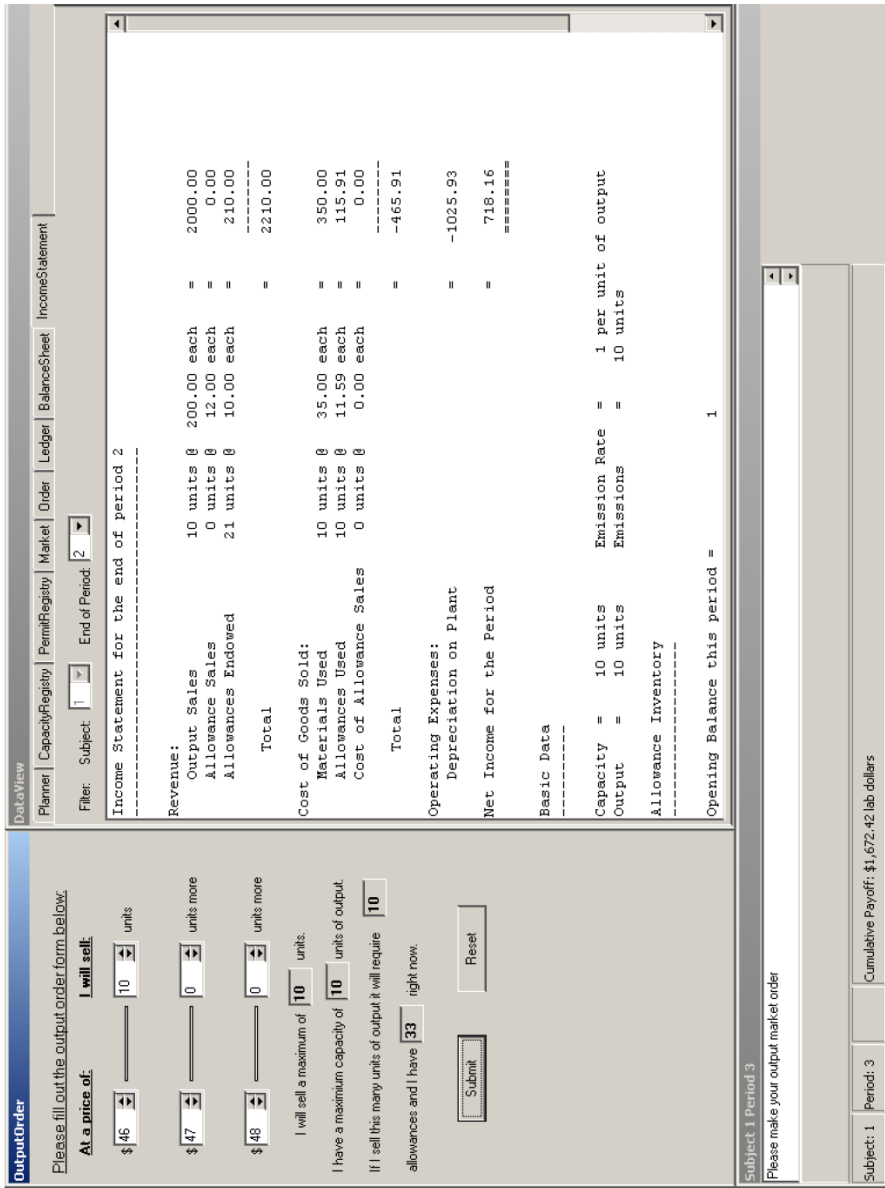 OutputOrder
Please fill out the output order form below:
At a price of: I will sell:
$ 46 10 units
$ 47 0 units more
$ 48 0 units more
I will sell a maximum of 10 units.
I have a maximum capacity of 10 units of output.
If I sell this many units of output it will require 10
allowances and I have 33 right now.
Submit Reset
DataView
Planner CapacityRegistry PermitRegistry Market Order Ledger BalanceSheet IncomeStatement
Filter: Subject: 1 End of Period: 2
Income Statement for the end of period 2
----------------------------------------
Revenue:
Output Sales 10 units @ 200.00 each = 2000.00
Allowance Sales 0 units @ 12.00 each = 0.00
Allowances Endowed 21 units @ 10.00 each = 210.00
--------
Total = 2210.00
Cost of Goods Sold:
Materials Used 10 units @ 35.00 each = 350.00
Allowances Used 10 units @ 11.59 each = 115.91
Cost of Allowance Sales 0 units @ 0.00 each = 0.00
--------
Total -465.91
Operating Expenses:
Depreciation on Plant = -1025.93
Net Income for the Period = 718.16
========
Basic Data
----------
Capacity = 10 units Emission Rate = 1 per unit of output
Output = 10 units Emissions = 10 units
Allowance Inventory
-------------------
Opening Balance this period = 1
Subject 1 Period 3
Please make your output market order
Subject: 1 Period: 3 Cumulative Payoff: $1,672.42 lab dollars